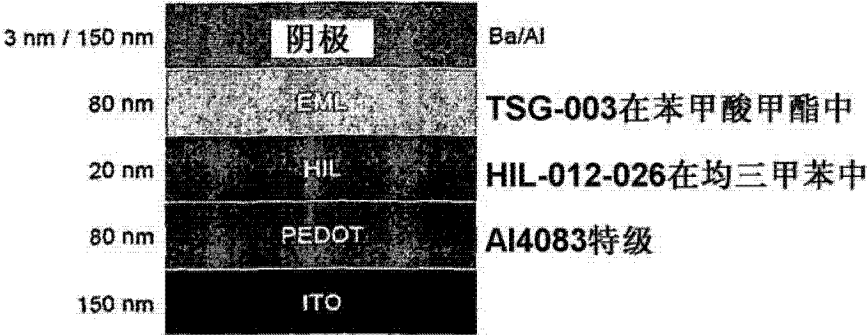 3 nm / 150 nm 阴极 Ba/Al
80 nm EML TSG-003在苯甲酸甲酯中
20 nm HIL HIL-012-026在均三甲苯中
80 nm PEDOT AI4083特级
150 nm ITO